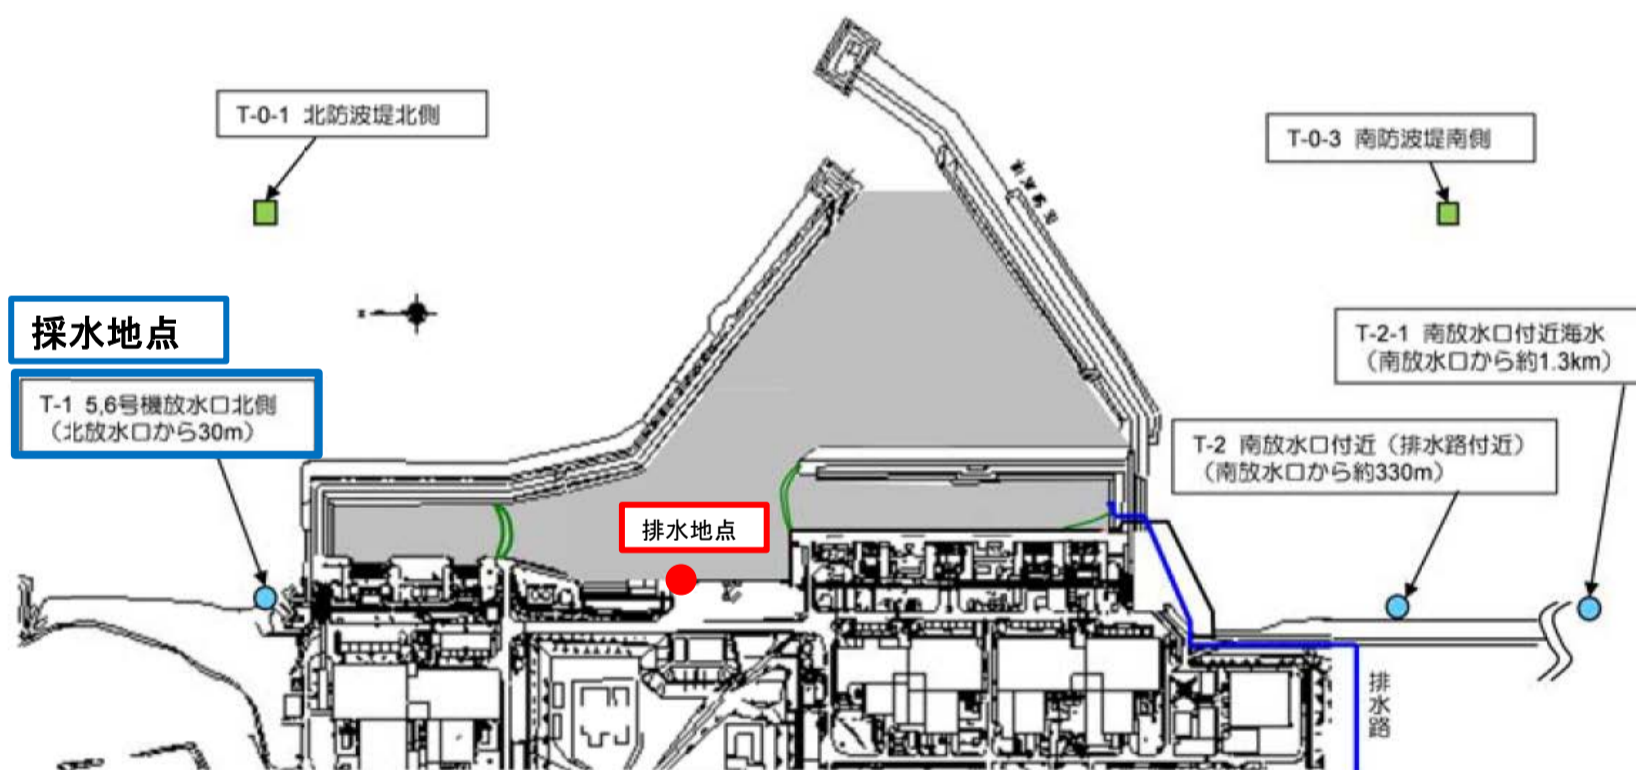 T-0-1 北防波堤北側
T-0-3 南防波堤南側
採水地点
T-1 5,6号機放水口北側
（北放水口から30m）
T-2-1 南放水口付近海水
（南放水口から約1.3km）
T-2 南放水口付近（排水路付近）
（南放水口から約330m）
排水地点
排水路